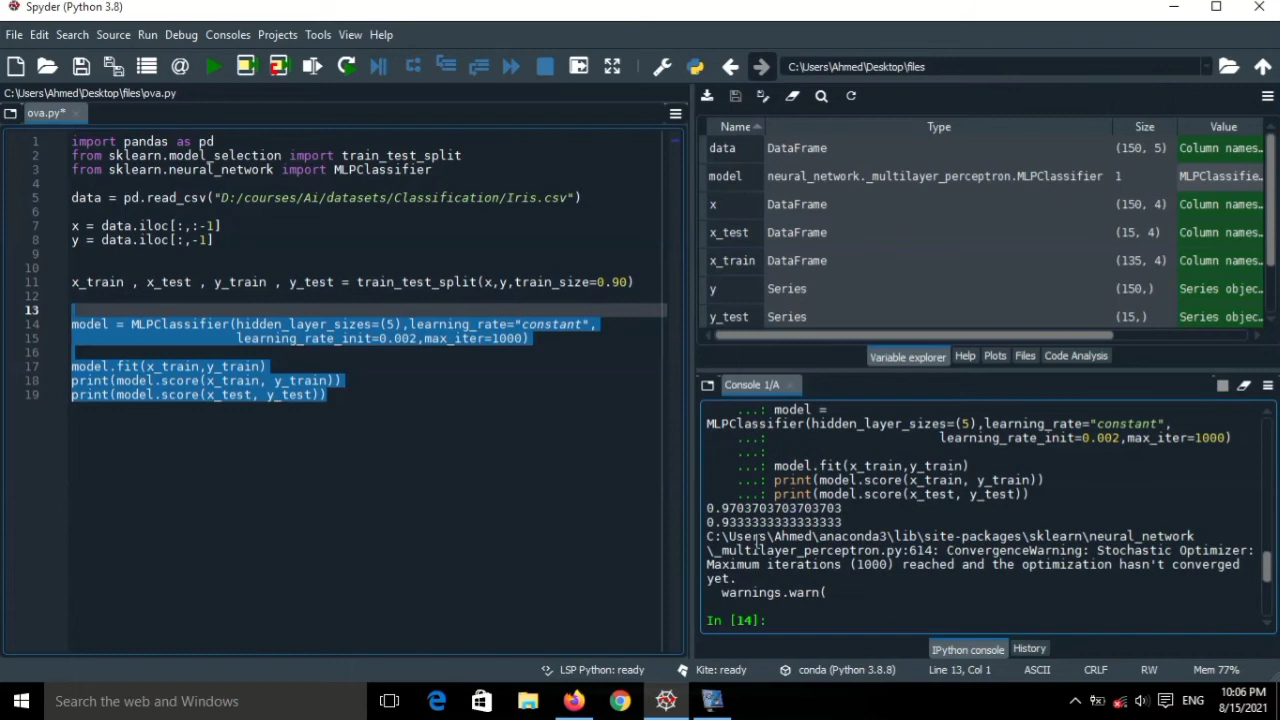 Spyder (Python 3.8)
File Edit Search Source Run Debug Consoles Projects Tools View Help
C:\Users\Ahmed\Desktop\files
C:\Users\Ahmed\Desktop\files\ova.py
ova.py*
1 import pandas as pd
2 from sklearn.model_selection import train_test_split
3 from sklearn.neural_network import MLPClassifier
4
5 data = pd.read_csv("D:/courses/Ai/datasets/Classification/Iris.csv")
6
7 x = data.iloc[:,:-1]
8 y = data.iloc[:,-1]
9
10
11 x_train , x_test , y_train , y_test = train_test_split(x,y,train_size=0.90)
12
13
14 model = MLPClassifier(hidden_layer_sizes=(5),learning_rate="constant",
15 learning_rate_init=0.002,max_iter=1000)
16
17 model.fit(x_train,y_train)
18 print(model.score(x_train, y_train))
19 print(model.score(x_test, y_test))
Name Type Size Value
data DataFrame (150, 5) Column names…
model neural_network._multilayer_perceptron.MLPClassifier 1 MLPClassifie…
x DataFrame (150, 4) Column names…
x_test DataFrame (15, 4) Column names…
x_train DataFrame (135, 4) Column names…
y Series (150,) Series objec…
y_test Series (15,) Series objec…
Variable explorer Help Plots Files Code Analysis
Console 1/A
...: model =
MLPClassifier(hidden_layer_sizes=(5),learning_rate="constant",
...: learning_rate_init=0.002,max_iter=1000)
...:
...: model.fit(x_train,y_train)
...: print(model.score(x_train, y_train))
...: print(model.score(x_test, y_test))
0.9703703703703703
0.9333333333333333
C:\Users\Ahmed\anaconda3\lib\site-packages\sklearn\neural_network
\_multilayer_perceptron.py:614: ConvergenceWarning: Stochastic Optimizer:
Maximum iterations (1000) reached and the optimization hasn't converged
yet.
warnings.warn(
In [14]:
IPython console History
LSP Python: ready Kite: ready conda (Python 3.8.8) Line 13, Col 1 ASCII CRLF RW Mem 77%
Search the web and Windows
ENG
10:06 PM
8/15/2021